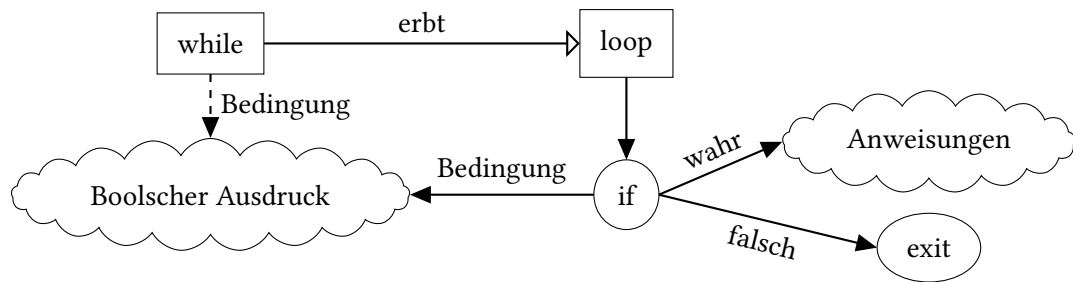 while
erbt
loop
Bedingung
Boolscher Ausdruck
Bedingung
if
wahr
Anweisungen
falsch
exit